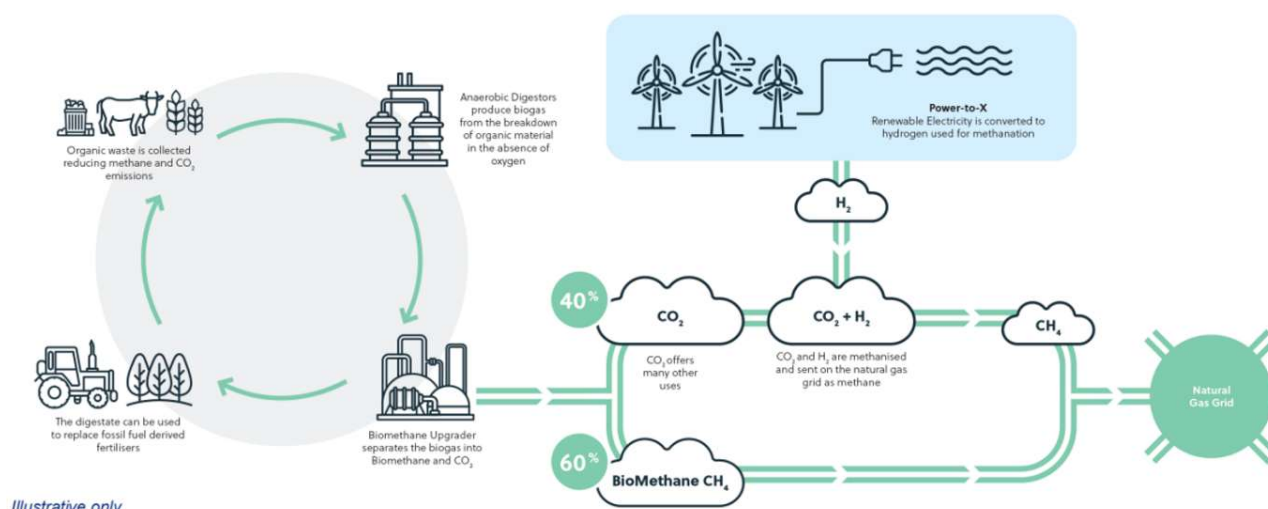 Organic waste is collected
reducing methane and CO₂
emissions
Anaerobic Digestors
produce biogas
from the breakdown
of organic material
in the absence of
oxygen
The digestate can be used
to replace fossil fuel derived
fertilisers
Biomethane Upgrader
separates the biogas into
Biomethane and CO₂
Power-to-X
Renewable Electricity is converted to
hydrogen used for methanation
H₂
40%
CO₂
CO₂ + H₂
CH₄
CO₂ offers
many other
uses
CO₂ and H₂ are methanised
and sent on the natural gas
grid as methane
60%
BioMethane CH₄
Natural
Gas Grid
Illustrative only